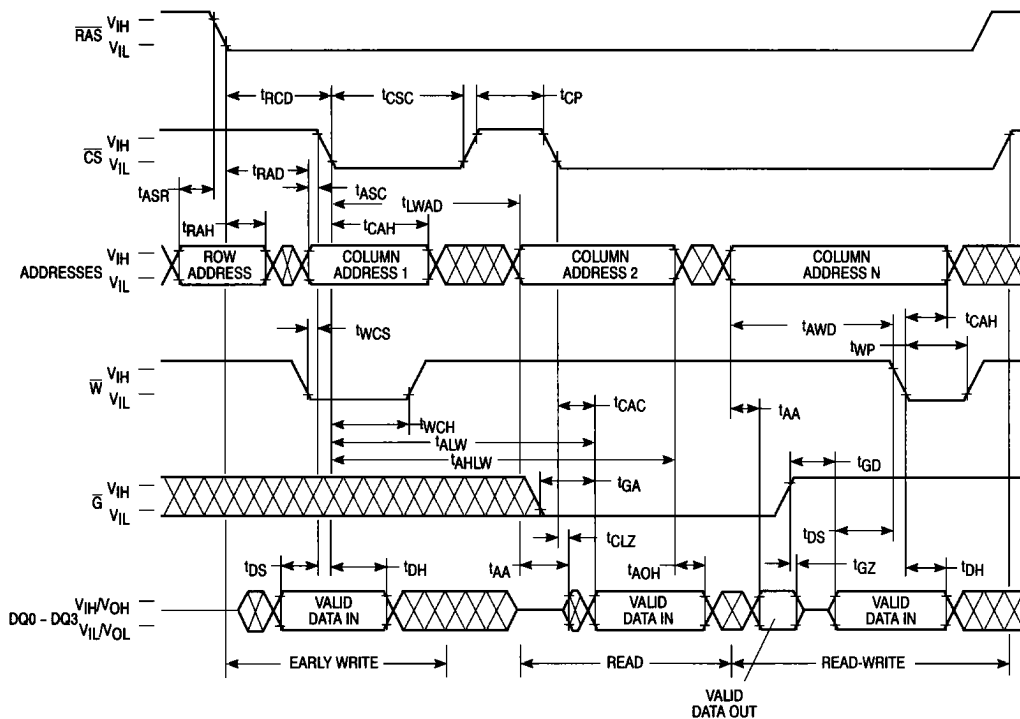 RAS VIH
VIL
tRCD tCSC tCP
CS VIH
VIL
tRAD
tASR tASC
tLWAD
tRAH tCAH
ADDRESSES VIH
VIL
ROW ADDRESS
COLUMN ADDRESS 1
COLUMN ADDRESS 2
COLUMN ADDRESS N
tWCS tAWD tCAH
tWP
W VIH
VIL
tCAC tAA
tWCH
tALW
tAHLW
tGD
G VIH
VIL
tGA
tCLZ tDS
tDS tDH tAA tAOH tGZ tDH
DQ0 – DQ3 VIH/VOH
VIL/VOL
VALID DATA IN
VALID DATA IN
VALID DATA IN
EARLY WRITE READ READ-WRITE
VALID
DATA OUT